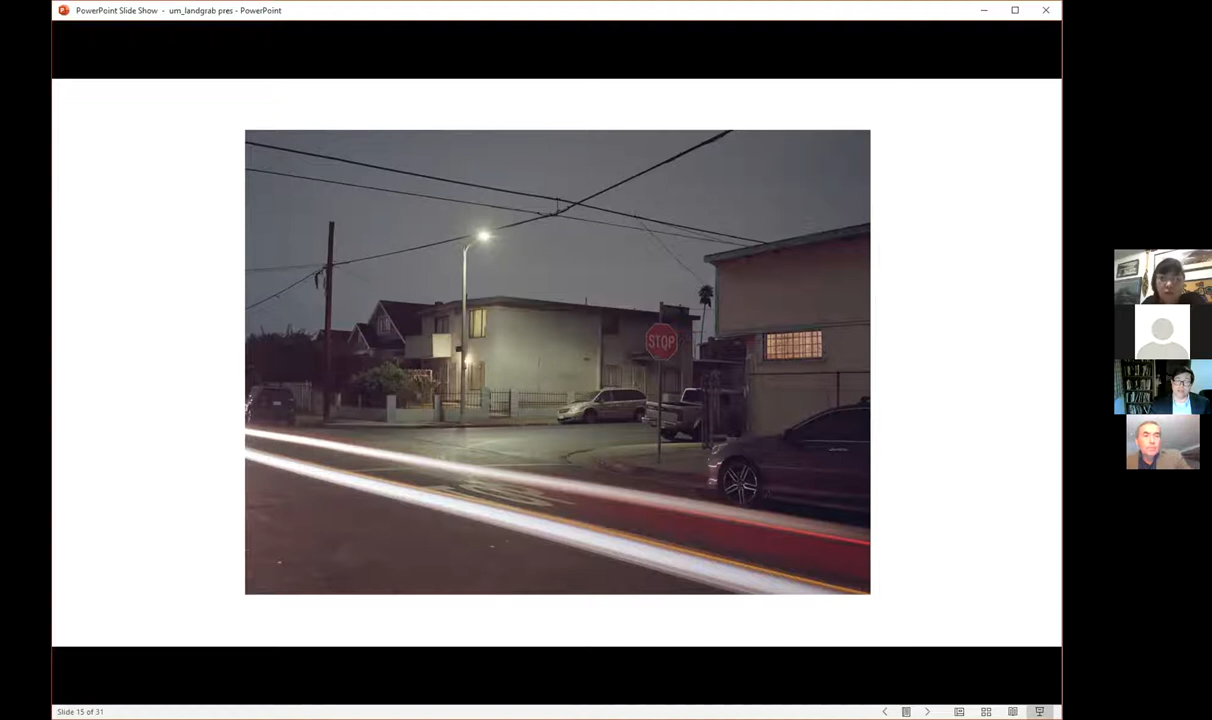 PowerPoint Slide Show - um_landgrab pres - PowerPoint
STOP
Slide 15 of 31